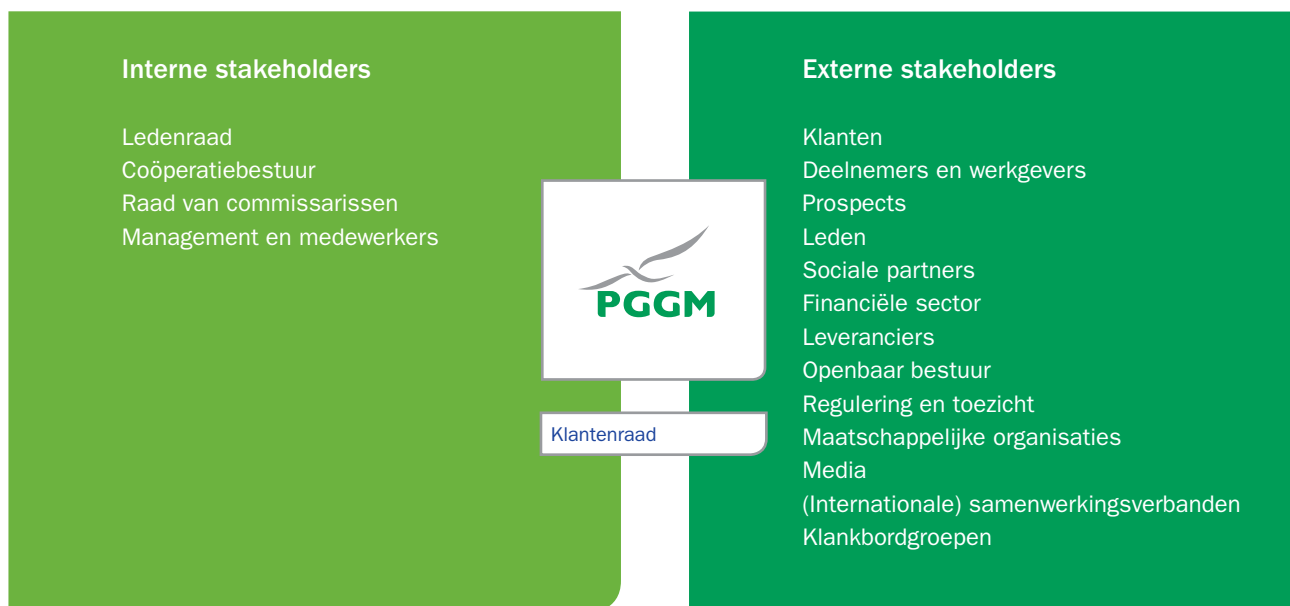 Interne stakeholders
Ledenraad
Coöperatiebestuur
Raad van commissarissen
Management en medewerkers
PGGM
Klantenraad
Externe stakeholders
Klanten
Deelnemers en werkgevers
Prospects
Leden
Sociale partners
Financiële sector
Leveranciers
Openbaar bestuur
Regulering en toezicht
Maatschappelijke organisaties
Media
(Internationale) samenwerkingsverbanden
Klankbordgroepen